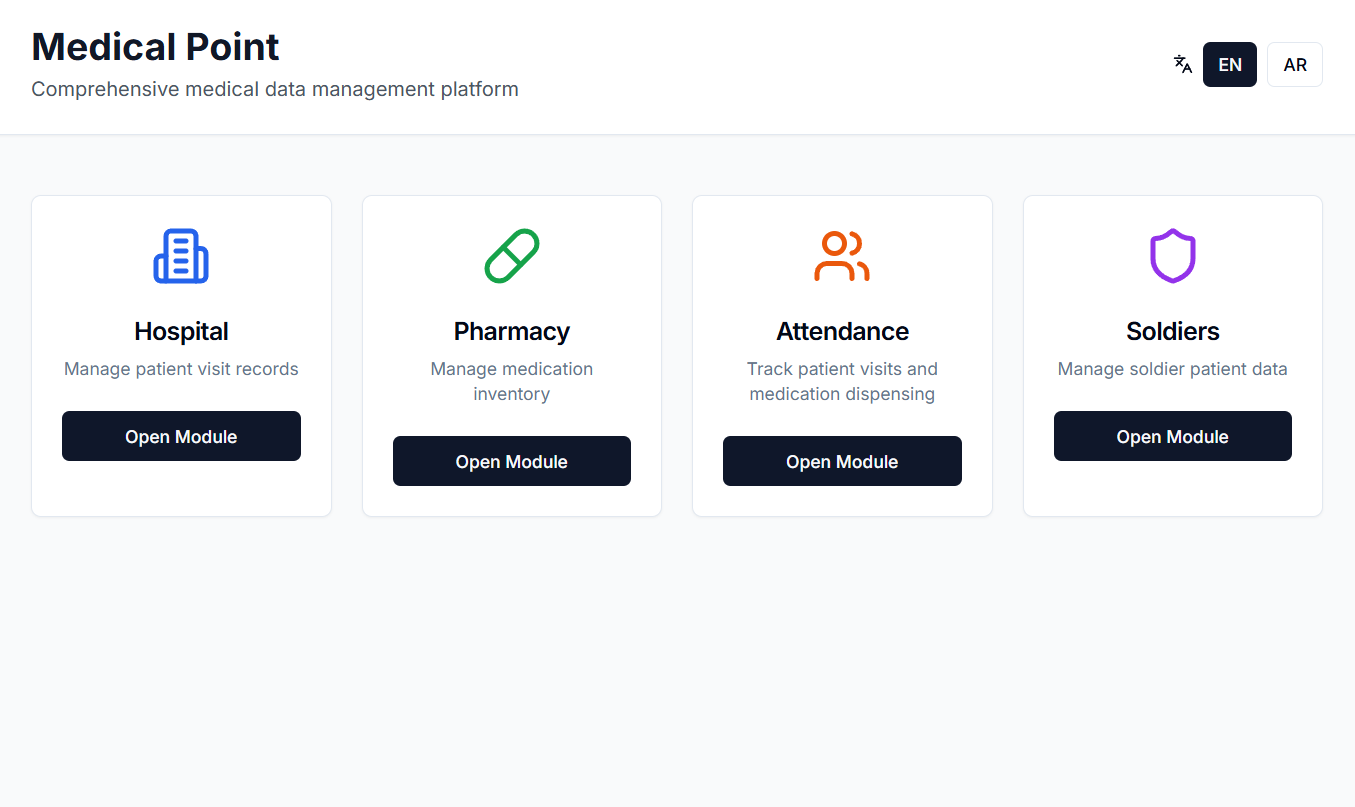 Medical Point
Comprehensive medical data management platform
EN
AR
Hospital
Manage patient visit records
Open Module
Pharmacy
Manage medication
inventory
Open Module
Attendance
Track patient visits and
medication dispensing
Open Module
Soldiers
Manage soldier patient data
Open Module